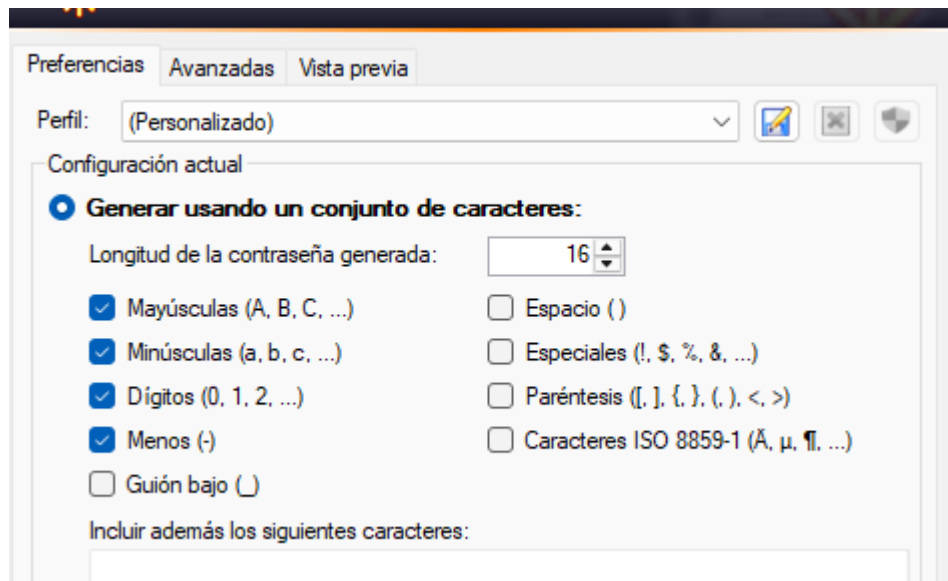 Preferencias Avanzadas Vista previa
Perfil: (Personalizado)
Configuración actual
Generar usando un conjunto de caracteres:
Longitud de la contraseña generada: 16
Mayúsculas (A, B, C, ...) Espacio ( )
Minúsculas (a, b, c, ...) Especiales (!, $, %, &, ...)
Dígitos (0, 1, 2, ...) Paréntesis ([, ], {, }, (, ), <, >)
Menos (-) Caracteres ISO 8859-1 (Ä, µ, ¶, ...)
Guión bajo (_)
Incluir además los siguientes caracteres: